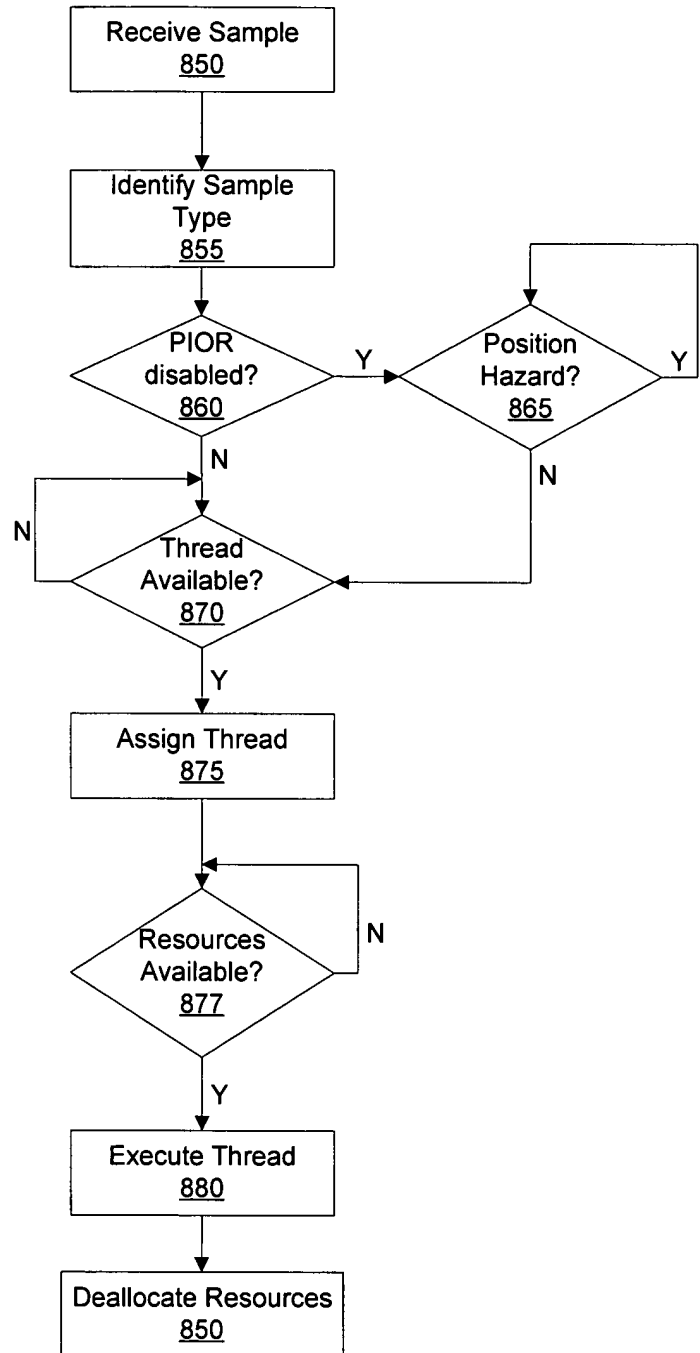 Receive Sample
850
Identify Sample
Type
855
PIOR
disabled?
860
Y
Position
Hazard?
865
Y
N
N
N
Thread
Available?
870
Y
Assign Thread
875
Resources
Available?
877
N
Y
Execute Thread
880
Deallocate Resources
850